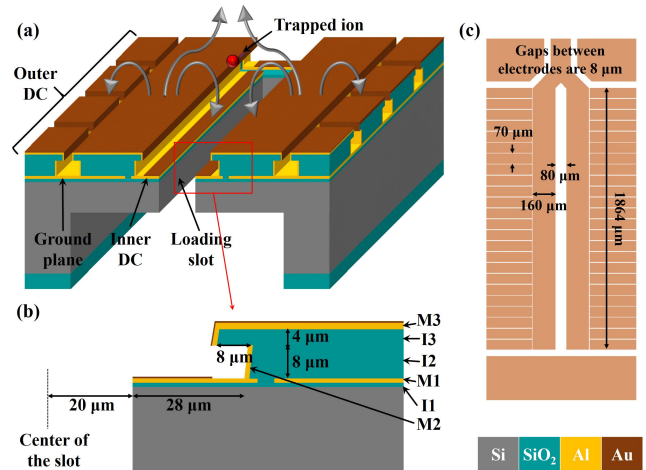 (a)
Trapped ion
Outer
DC
Ground
plane
Inner
DC
Loading
slot
(b)
M3
I3
I2
M1
I1
M2
4 μm
8 μm
8 μm
20 μm
28 μm
Center of
the slot
(c)
Gaps between
electrodes are 8 μm
70 μm
80 μm
160 μm
1864 μm
Si
SiO₂
Al
Au